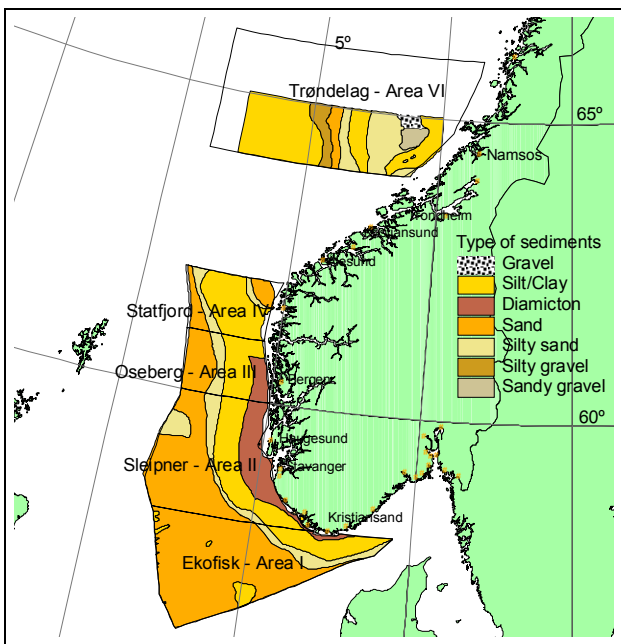 5º
Trøndelag - Area VI
65º
Namsos
Trondheim
Kristiansund
Ålesund
Type of sediments
Gravel
Silt/Clay
Diamicton
Sand
Silty sand
Silty gravel
Sandy gravel
Statfjord - Area IV
Oseberg - Area III
Bergen
60º
Haugesund
Sleipner - Area II
Stavanger
Kristiansand
Ekofisk - Area I